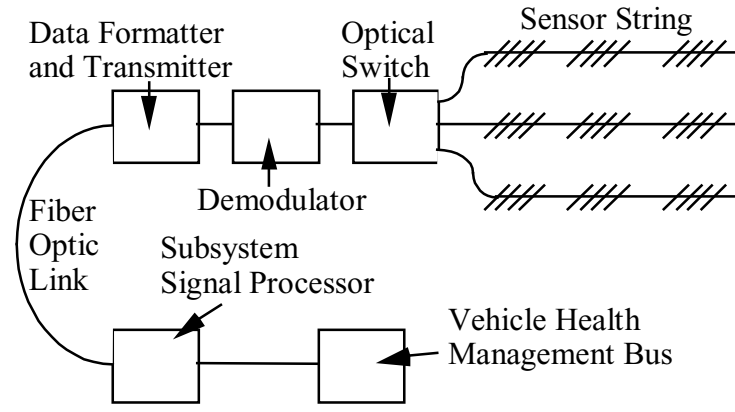 Data Formatter
and Transmitter
Optical
Switch
Sensor String
Demodulator
Fiber
Optic
Link
Subsystem
Signal Processor
Vehicle Health
Management Bus